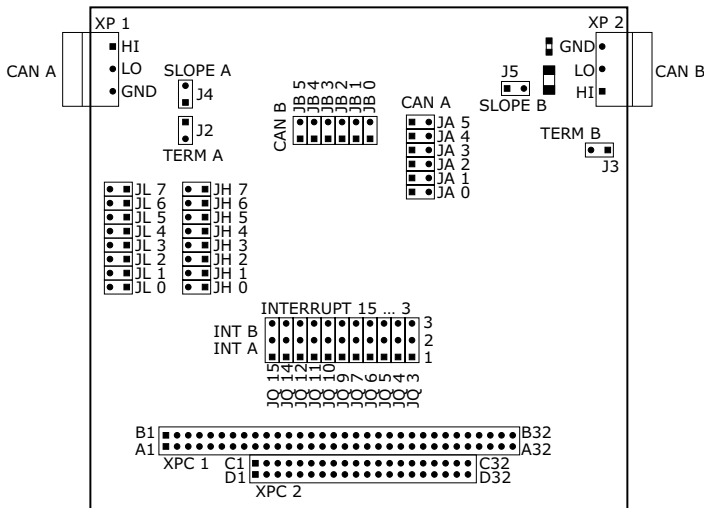 XP 1
XP 2
HI
LO
GND
CAN A
GND
LO
HI
CAN B
SLOPE A
J4
J2
TERM A
J5
SLOPE B
TERM B
J3
CAN B
JB 5
JB 4
JB 3
JB 2
JB 1
JB 0
CAN A
JA 5
JA 4
JA 3
JA 2
JA 1
JA 0
JL 7
JL 6
JL 5
JL 4
JL 3
JL 2
JL 1
JL 0
JH 7
JH 6
JH 5
JH 4
JH 3
JH 2
JH 1
JH 0
INTERRUPT 15 ... 3
INT B
INT A
3
2
1
JQ 15
JQ 14
JQ 12
JQ 11
JQ 10
JQ 9
JQ 7
JQ 6
JQ 5
JQ 4
JQ 3
B1
B32
A1
A32
XPC 1
C1
C32
D1
D32
XPC 2